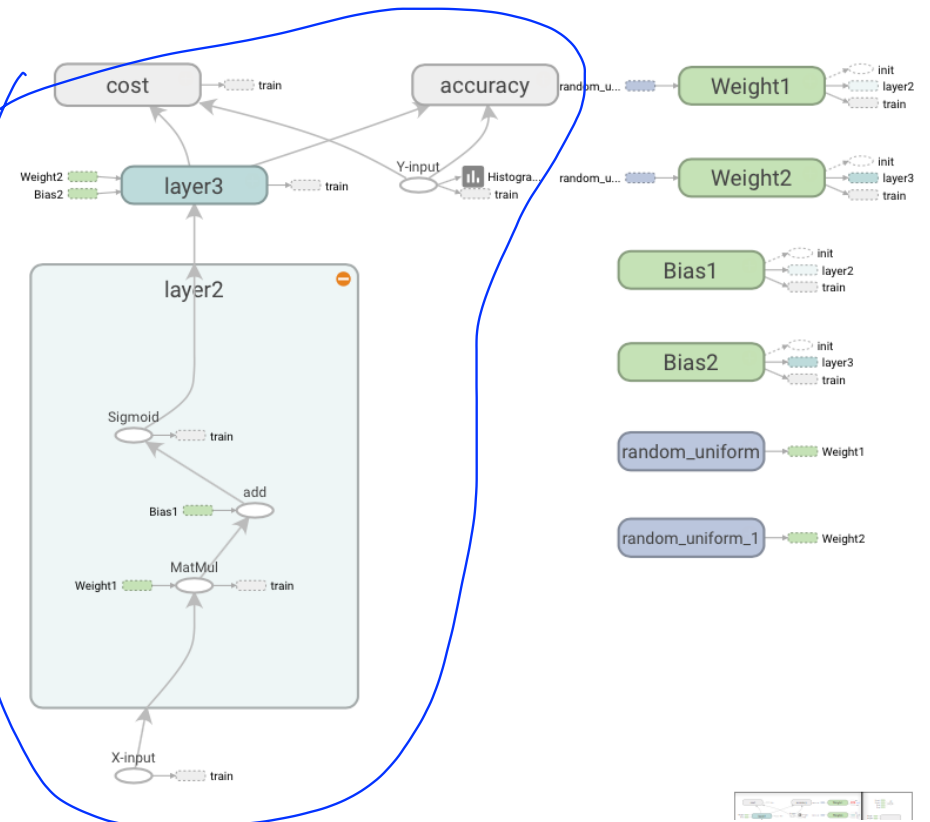 cost
train
accuracy
random_u...
Weight1
init
layer2
train
Weight2
Bias2
layer3
train
Y-input
Histogra...
train
random_u...
Weight2
init
layer3
train
layer2
Bias1
init
layer2
train
Bias2
init
layer3
train
Sigmoid
train
random_uniform
Weight1
add
Bias1
random_uniform_1
Weight2
MatMul
Weight1
train
X-input
train